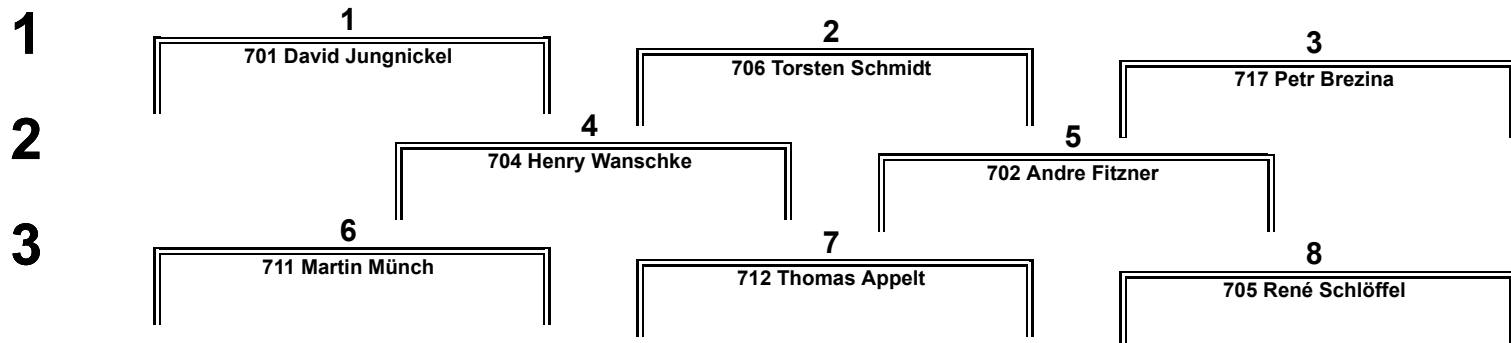 1
1
701 David Jungnickel
2
706 Torsten Schmidt
3
717 Petr Brezina
2
4
704 Henry Wanschke
5
702 Andre Fitzner
3
6
711 Martin Münch
7
712 Thomas Appelt
8
705 René Schlöffel